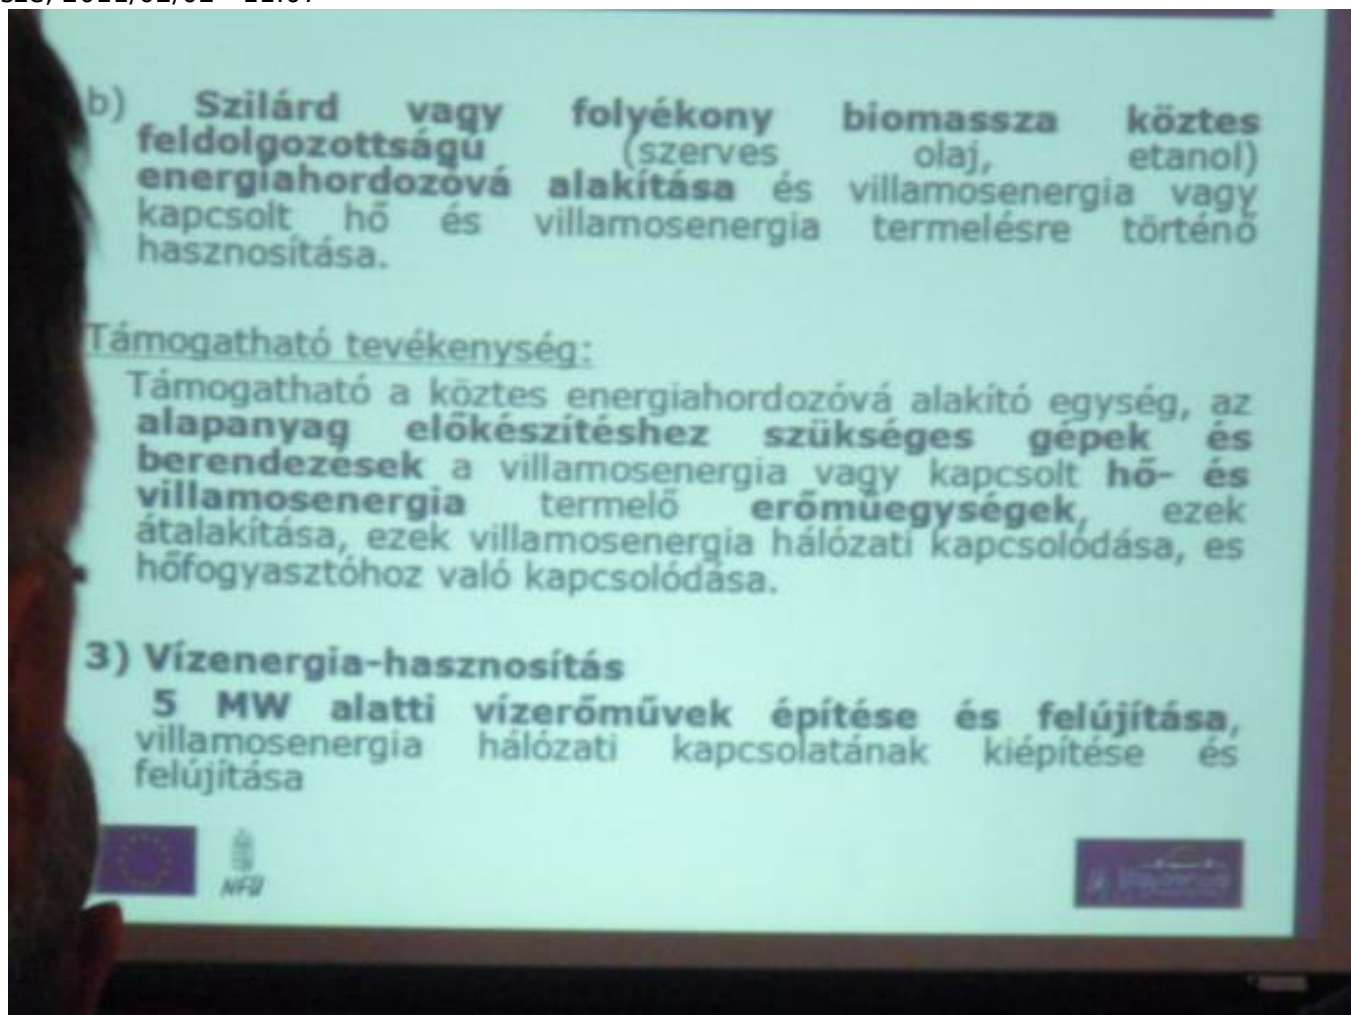 b) Szilárd vagy folyékony biomassza köztes
feldolgozottságú (szerves olaj, etanol)
energiahordozóvá alakítása és villamosenergia vagy
kapcsolt hő és villamosenergia termelésre történő
hasznosítása.
Támogatható tevékenység:
Támogatható a köztes energiahordozóvá alakító egység, az
alapanyag előkészítéshez szükséges gépek és
berendezések a villamosenergia vagy kapcsolt hő- és
villamosenergia termelő erőműegységek, ezek
átalakítása, ezek villamosenergia hálózati kapcsolódása, es
hőfogyasztóhoz való kapcsolódása.
3) Vízenergia-hasznosítás
5 MW alatti vízerőművek építése és felújítása,
villamosenergia hálózati kapcsolatának kiépítése és
felújítása
NFÜ